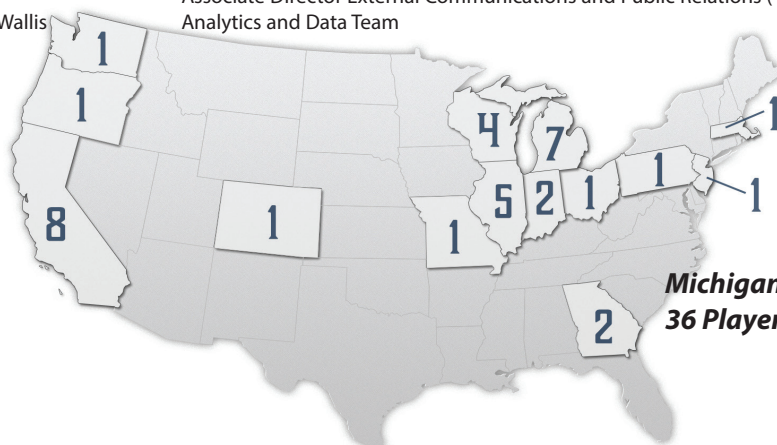 Associate Director External Communications and Public Relations (
Wallis
Analytics and Data Team
1
1
8
1
1
4
7
5
2
1
1
1
1
2
Michigan
36 Player